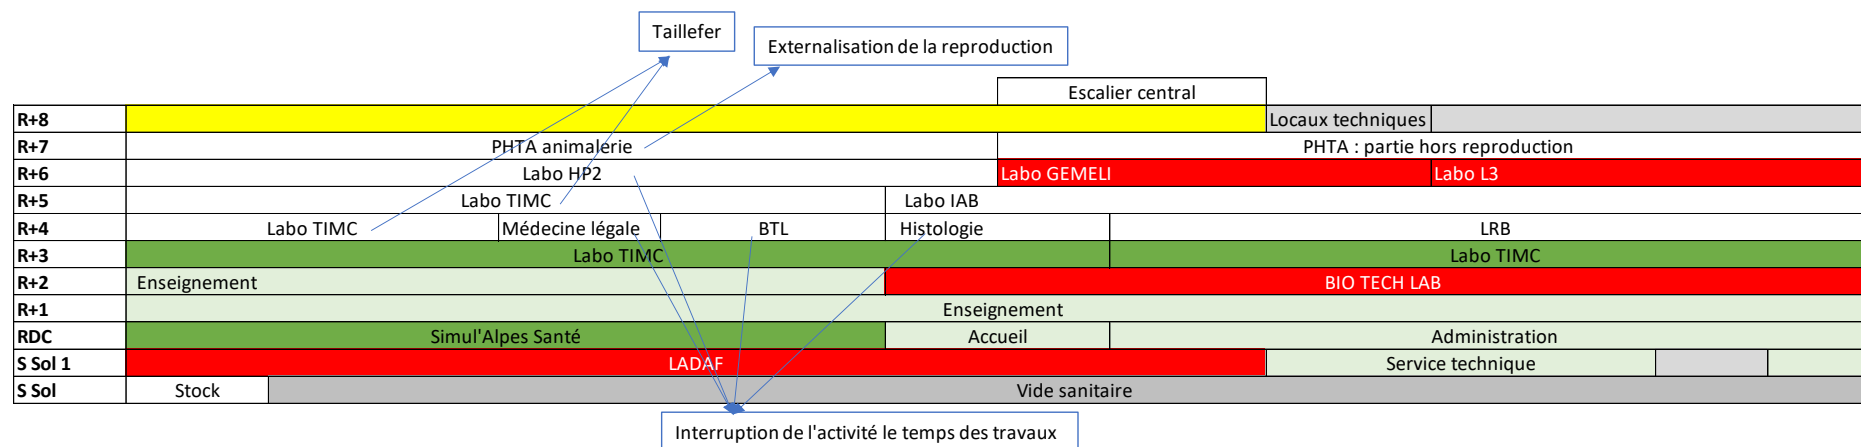 Taillefer
Externalisation de la reproduction
Escalier central
R+8 Locaux techniques
R+7 PHTA animalerie PHTA : partie hors reproduction
R+6 Labo HP2 Labo GEMELI Labo L3
R+5 Labo TIMC Labo IAB
R+4 Labo TIMC Médecine légale BTL Histologie LRB
R+3 Labo TIMC Labo TIMC
R+2 Enseignement BIO TECH LAB
R+1 Enseignement
RDC Simul'Alpes Santé Accueil Administration
S Sol 1 LADAF Service technique
S Sol Stock Vide sanitaire
Interruption de l'activité le temps des travaux